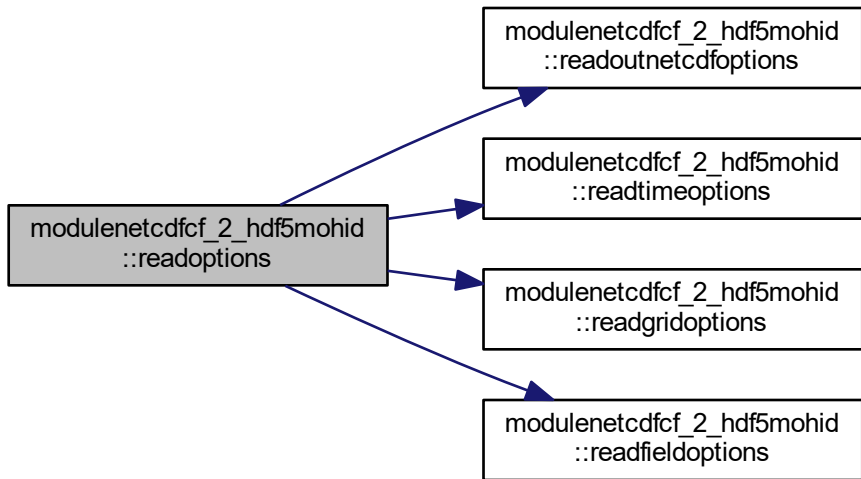 modulenetcdfcf_2_hdf5mohid
::readoutnetcdfoptions
modulenetcdfcf_2_hdf5mohid
::readtimeoptions
modulenetcdfcf_2_hdf5mohid
::readoptions
modulenetcdfcf_2_hdf5mohid
::readgridoptions
modulenetcdfcf_2_hdf5mohid
::readfieldoptions